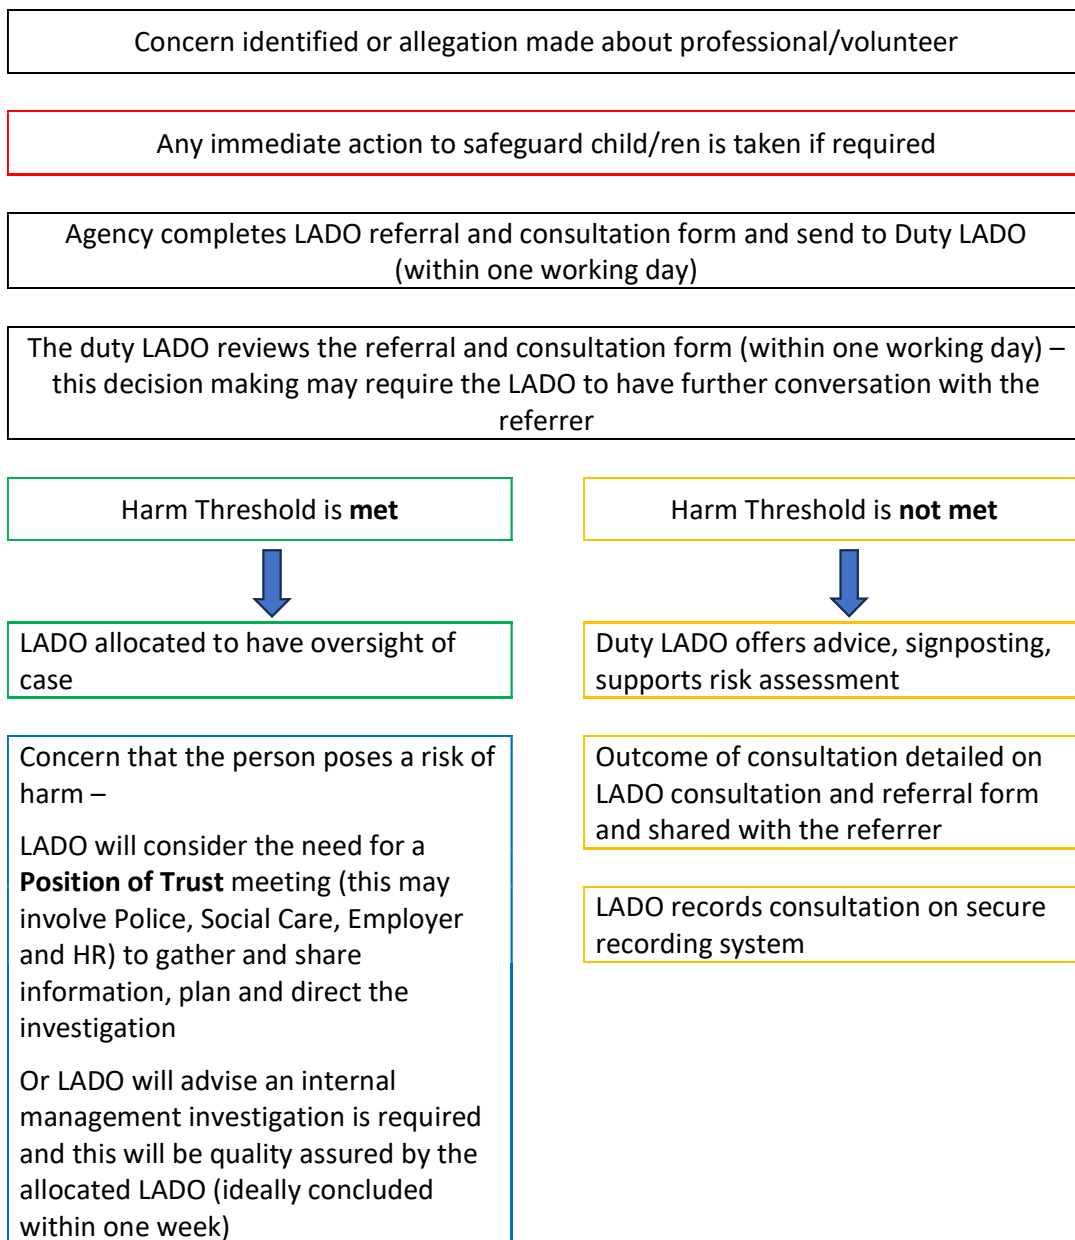 Concern identified or allegation made about professional/volunteer
Any immediate action to safeguard child/ren is taken if required
Agency completes LADO referral and consultation form and send to Duty LADO
(within one working day)
The duty LADO reviews the referral and consultation form (within one working day) –
this decision making may require the LADO to have further conversation with the
referrer
Harm Threshold is met
LADO allocated to have oversight of
case
Concern that the person poses a risk of
harm –
LADO will consider the need for a
Position of Trust meeting (this may
involve Police, Social Care, Employer
and HR) to gather and share
information, plan and direct the
investigation
Or LADO will advise an internal
management investigation is required
and this will be quality assured by the
allocated LADO (ideally concluded
within one week)
Harm Threshold is not met
Duty LADO offers advice, signposting,
supports risk assessment
Outcome of consultation detailed on
LADO consultation and referral form
and shared with the referrer
LADO records consultation on secure
recording system